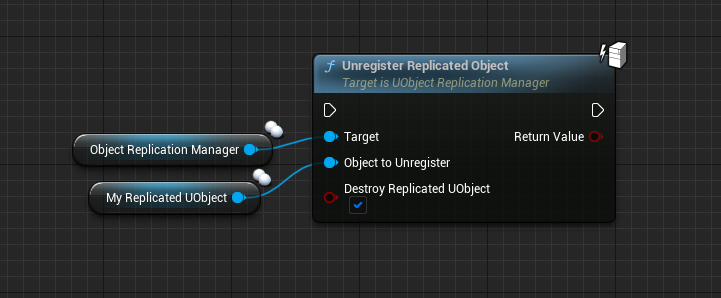 f Unregister Replicated Object
Target is UObject Replication Manager
Object Replication Manager
Target
Return Value
Object to Unregister
My Replicated UObject
Destroy Replicated UObject